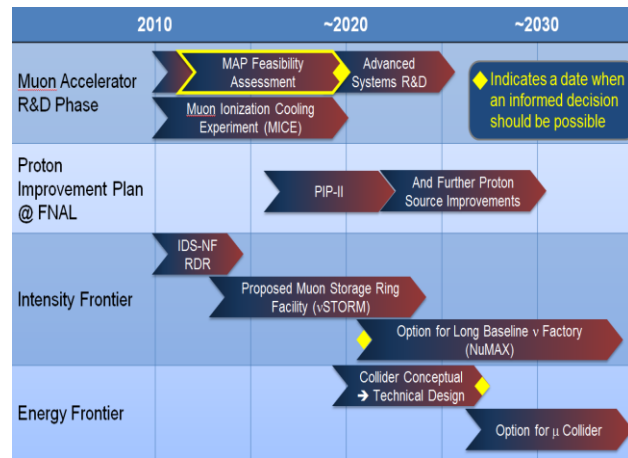 2010 ~2020 ~2030
Muon Accelerator
R&D Phase
MAP Feasibility
Assessment
Advanced
Systems R&D
Indicates a date when
an informed decision
should be possible
Muon Ionization Cooling
Experiment (MICE)
Proton
Improvement Plan
@ FNAL
PIP-II
And Further Proton
Source Improvements
Intensity Frontier
IDS-NF
RDR
Proposed Muon Storage Ring
Facility (νSTORM)
Option for Long Baseline ν Factory
(NuMAX)
Energy Frontier
Collider Conceptual
➔ Technical Design
Option for μ Collider